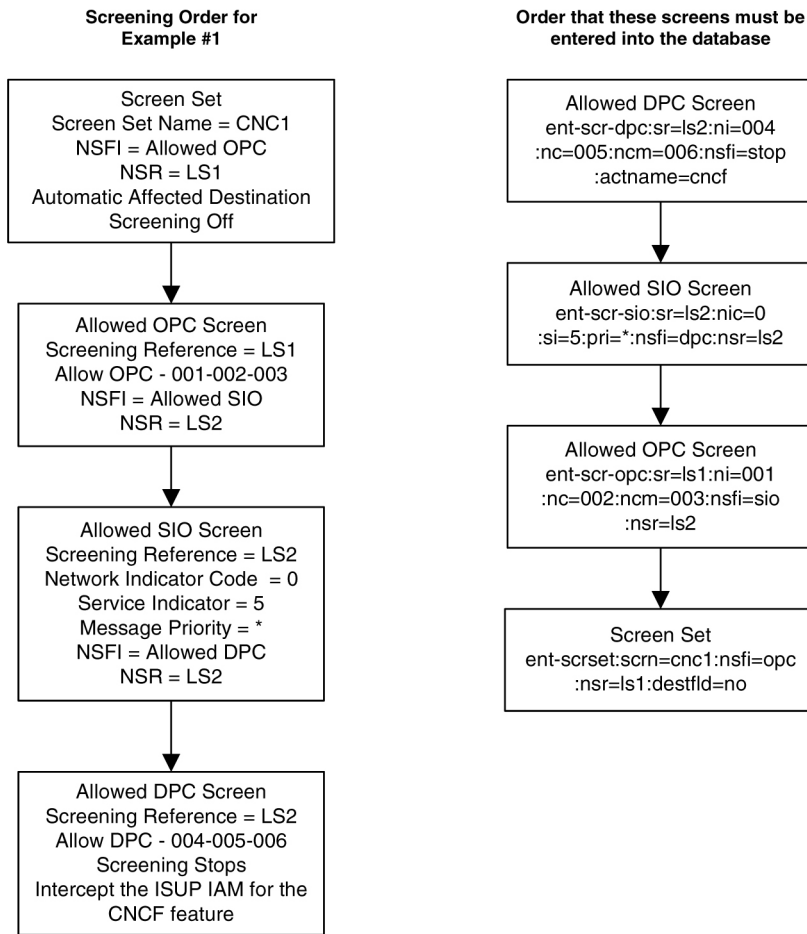 Screening Order for
Example #1
Screen Set
Screen Set Name = CNC1
NSFI = Allowed OPC
NSR = LS1
Automatic Affected Destination
Screening Off
Allowed OPC Screen
Screening Reference = LS1
Allow OPC - 001-002-003
NSFI = Allowed SIO
NSR = LS2
Allowed SIO Screen
Screening Reference = LS2
Network Indicator Code = 0
Service Indicator = 5
Message Priority = *
NSFI = Allowed DPC
NSR = LS2
Allowed DPC Screen
Screening Reference = LS2
Allow DPC - 004-005-006
Screening Stops
Intercept the ISUP IAM for the
CNCF feature
Order that these screens must be
entered into the database
Allowed DPC Screen
ent-scr-dpc:sr=ls2:ni=004
:nc=005:ncm=006:nsfi=stop
:actname=cncf
Allowed SIO Screen
ent-scr-sio:sr=ls2:nic=0
:si=5:pri=*:nsfi=dpc:nsr=ls2
Allowed OPC Screen
ent-scr-opc:sr=ls1:ni=001
:nc=002:ncm=003:nsfi=sio
:nsr=ls2
Screen Set
ent-scrset:scrn=cnc1:nsfi=opc
:nsr=ls1:destfld=no